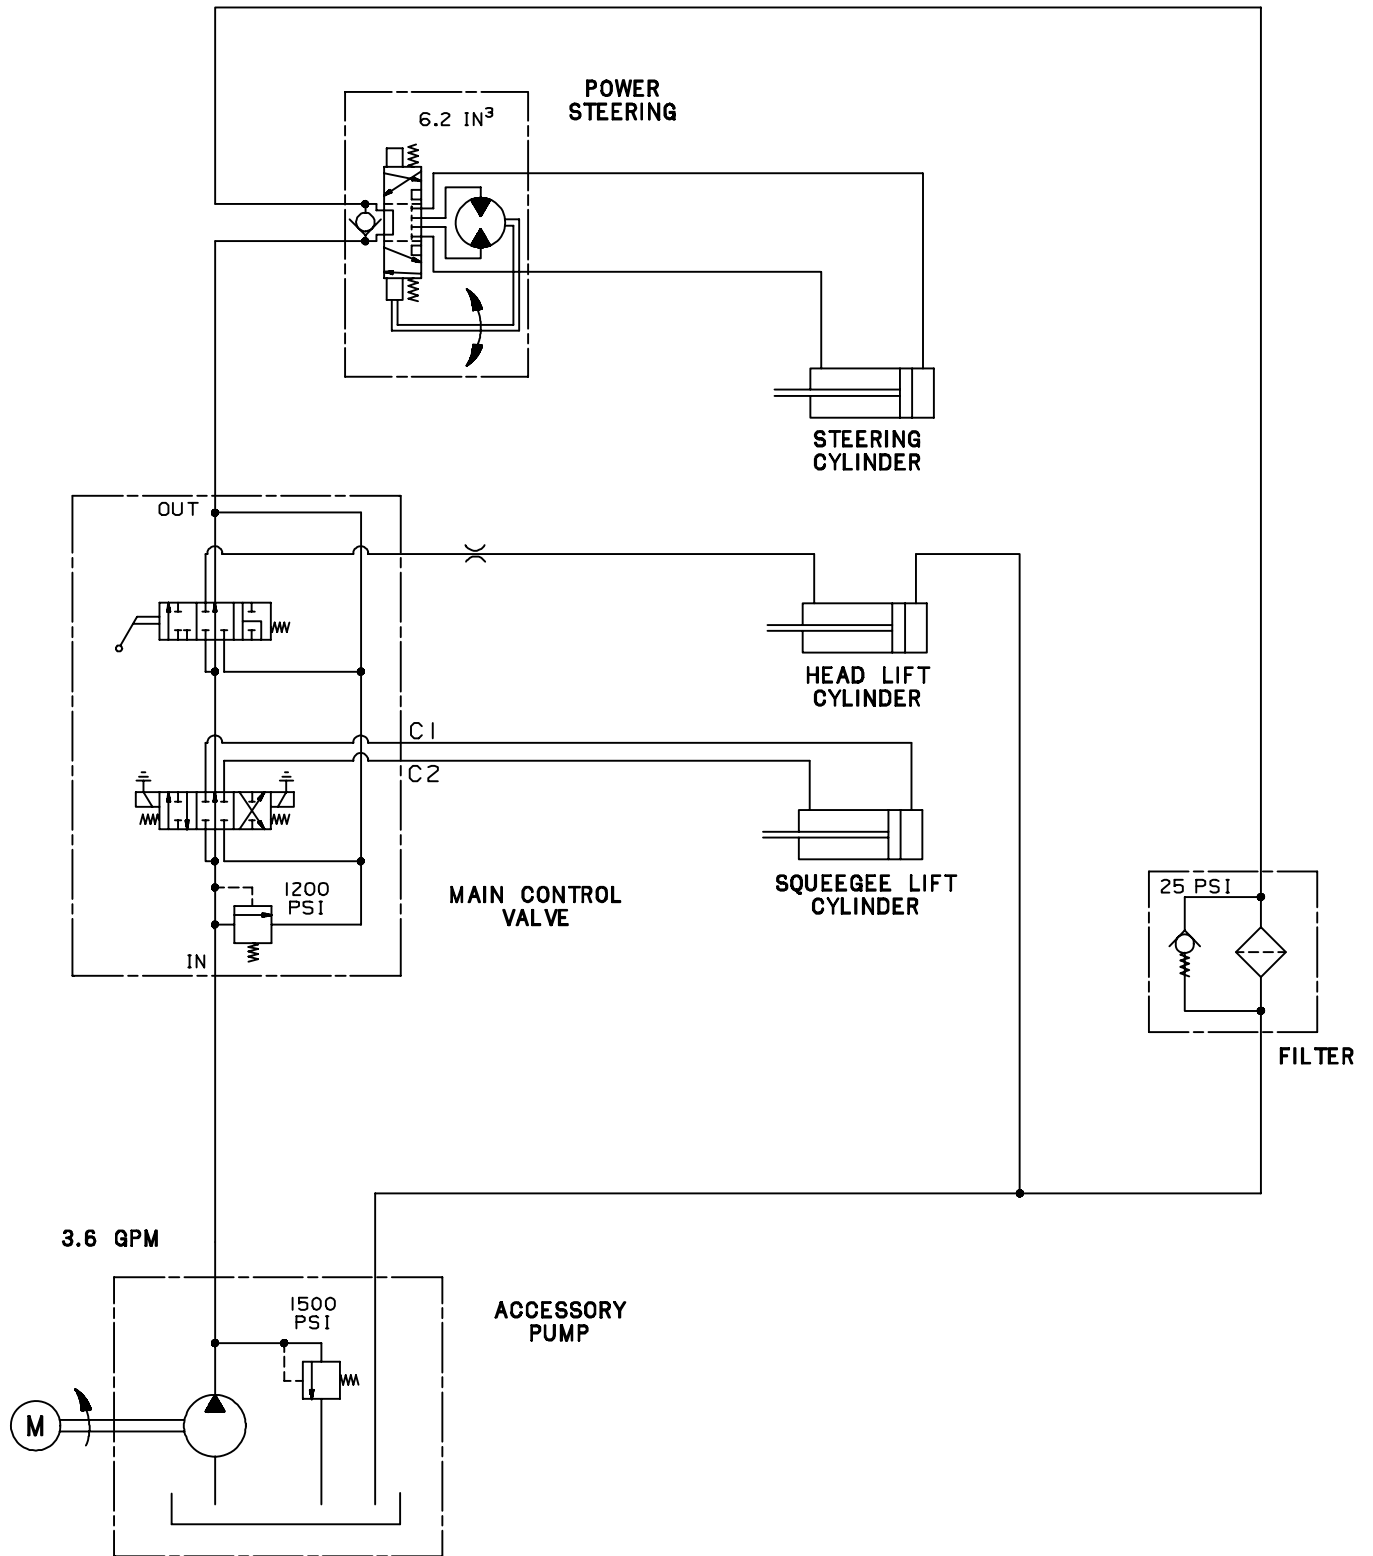 POWER
STEERING
6.2 IN³
STEERING
CYLINDER
OUT
HEAD LIFT
CYLINDER
C1
C2
SQUEEGEE LIFT
CYLINDER
1200
PSI
MAIN CONTROL
VALVE
IN
25 PSI
FILTER
3.6 GPM
1500
PSI
ACCESSORY
PUMP
M